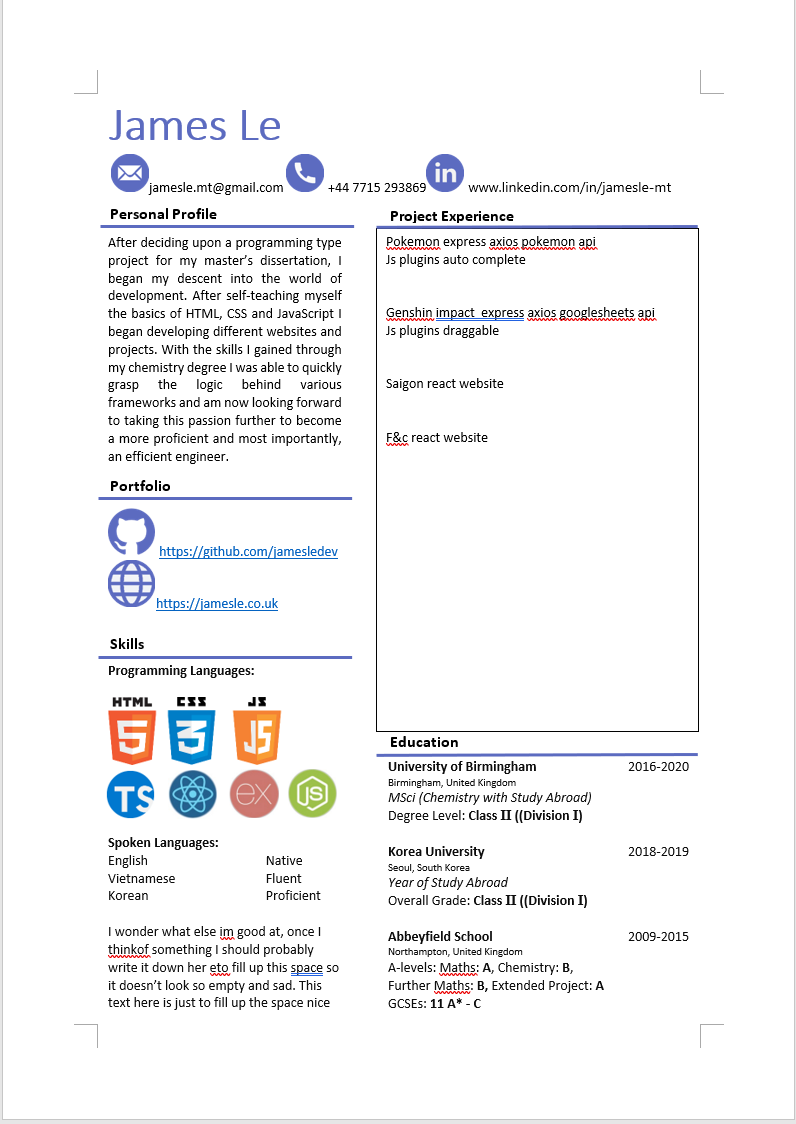 James Le
jamesle.mt@gmail.com +44 7715 293869 www.linkedin.com/in/jamesle-mt
Personal Profile
After deciding upon a programming type
project for my master’s dissertation, I
began my descent into the world of
development. After self-teaching myself
the basics of HTML, CSS and JavaScript I
began developing different websites and
projects. With the skills I gained through
my chemistry degree I was able to quickly
grasp the logic behind various
frameworks and am now looking forward
to taking this passion further to become
a more proficient and most importantly,
an efficient engineer.
Portfolio
https://github.com/jamesledev
https://jamesle.co.uk
Skills
Programming Languages:
HTML CSS JS
5 3 JS
TS ex JS
Spoken Languages:
English Native
Vietnamese Fluent
Korean Proficient
I wonder what else im good at, once I
thinkof something I should probably
write it down her eto fill up this space so
it doesn’t look so empty and sad. This
text here is just to fill up the space nice
Project Experience
Pokemon express axios pokemon api
Js plugins auto complete
Genshin impact express axios googlesheets api
Js plugins draggable
Saigon react website
F&c react website
Education
University of Birmingham 2016-2020
Birmingham, United Kingdom
MSci (Chemistry with Study Abroad)
Degree Level: Class II ((Division I)
Korea University 2018-2019
Seoul, South Korea
Year of Study Abroad
Overall Grade: Class II ((Division I)
Abbeyfield School 2009-2015
Northampton, United Kingdom
A-levels: Maths: A, Chemistry: B,
Further Maths: B, Extended Project: A
GCSEs: 11 A* - C